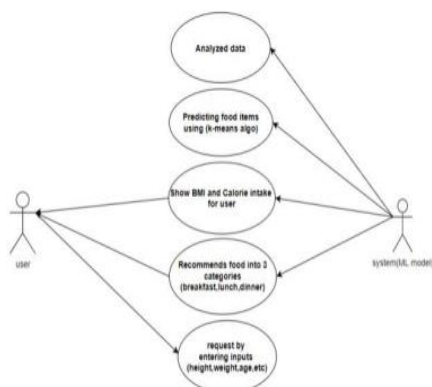 Analyzed data
Predicting food items
using (k-means algo)
Show BMI and Calorie intake
for user
Recommends food into 3
categories
(breakfast,lunch,dinner)
request by
entering inputs
(height,weight,age,etc)
user
system(ML model)